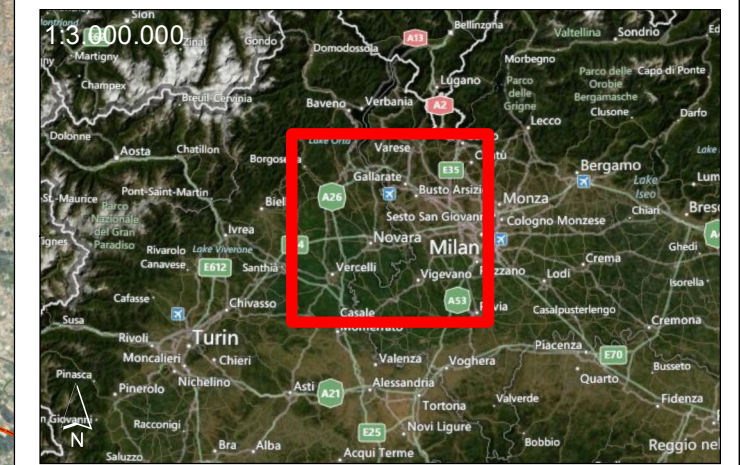 Sion
Bellinzona
Valtellina Sondrio
1:3.000.000
Zinal
Gondo
Domodossola
A13
Martigny
Morbegno
Lugano
Champex
Parco delle Grigne
Parco delle Orobie Bergamasche
Capo di Ponte
Breuil-Cervinia
Baveno
Verbania
A2
Clusone
Darfo
Lecco
Dolonne
Lake Orta
Varese
Aosta
Chatillon
Cantú
Bergamo
E35
Gallarate
St-Maurice
Pont-Saint-Martin
A26
Busto Arsizi
Monza
Lake Iseo
Parco Nazionale del Gran Paradiso
Sesto San Giovann
Cologno Monzese
Chiari
Ivrea
Novara
Milan
Ghedi
Rivarolo Canavese
Lake Viverone
E612
Santhià
Vercelli
Vigevano
Lodi
Crema
Isorella
Cafasse
Chivasso
A53
Casalpusterlengo
Cremona
Susa
Casale
Monferrato
Rivoli
Turin
Piacenza
E70
Moncalieri
Chieri
Valenza
Voghera
Busseto
Pinasca
Nichelino
Quarto
Pinerolo
Asti
Alessandria
A21
Valverde
Fidenza
Tortona
N
Racconigi
E25
Novi Ligure
Bobbio
Reggio nel
Saluzzo
Bra
Alba
Acqui Terme